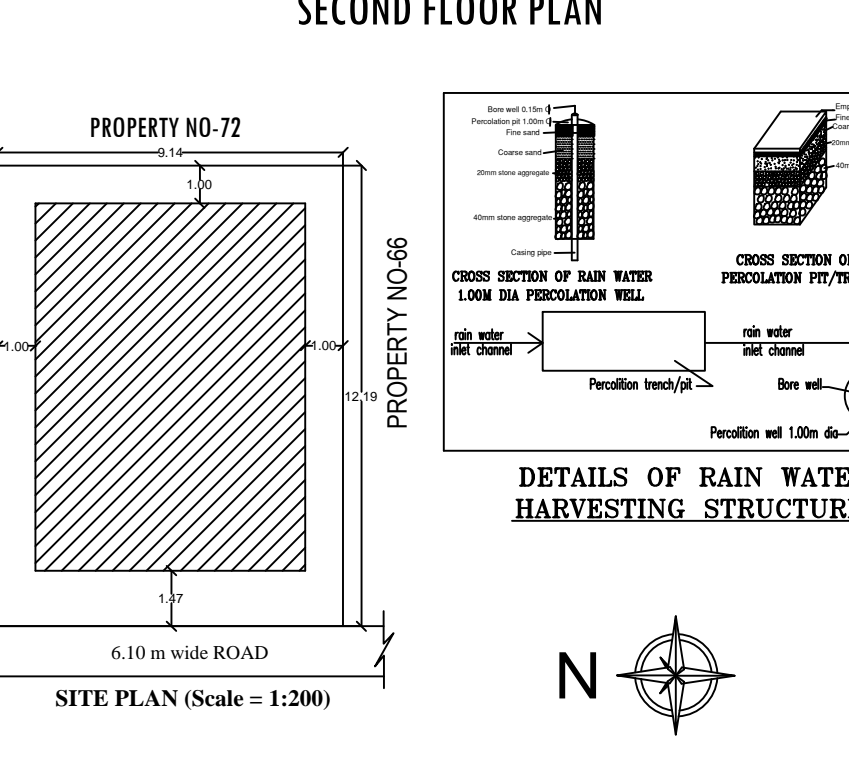 SECOND FLOOR PLAN
PROPERTY NO-72
9.14
1.00
1.00
1.00
12.19
PROPERTY NO-66
1.47
6.10 m wide ROAD
SITE PLAN (Scale = 1:200)
Bore well 0.15m
Percolation pit 1.00m
Fine sand
Coarse sand
20mm stone aggregate
40mm stone aggregate
Casing pipe
CROSS SECTION OF RAIN WATER
1.00M DIA PERCOLATION WELL
Fine
20mm
40m
CROSS SECTION
PERCOLATION PIT/TR
rain water
inlet channel
Percolition trench/pit
rain water
inlet channel
Bore well
Percolition well 1.00m dia
DETAILS OF RAIN WATE
HARVESTING STRUCTUR
N